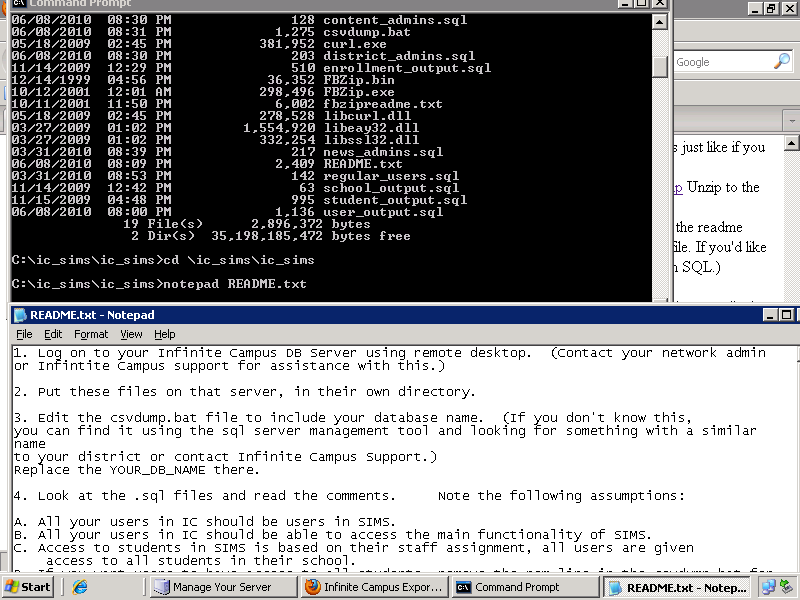 Command Prompt
06/08/2010 08:30 PM 128 content_admins.sql
06/08/2010 08:31 PM 1,275 csvdump.bat
05/18/2009 02:45 PM 381,952 curl.exe
06/08/2010 08:30 PM 203 district_admins.sql
11/14/2009 12:29 PM 510 enrollment_output.sql
12/14/1999 04:56 PM 36,352 FBZip.bin
10/12/2001 12:01 AM 298,496 FBZip.exe
10/11/2001 11:50 PM 6,002 fbzipreadme.txt
05/18/2009 02:45 PM 278,528 libcurl.dll
03/27/2009 01:02 PM 1,554,920 libeay32.dll
03/27/2009 01:02 PM 332,254 libssl32.dll
03/31/2010 08:39 PM 217 news_admins.sql
06/08/2010 08:09 PM 2,409 README.txt
03/31/2010 08:53 PM 142 regular_users.sql
11/14/2009 12:42 PM 63 school_output.sql
11/15/2009 04:48 PM 995 student_output.sql
06/08/2010 08:00 PM 1,136 user_output.sql
19 File(s) 2,896,372 bytes
2 Dir(s) 35,198,185,472 bytes free
C:\ic_sims\ic_sims>cd \ic_sims\ic_sims
C:\ic_sims\ic_sims>notepad README.txt
Google
s just like if you
p Unzip to the
the readme
file. If you'd like
SQL.)
README.txt - Notepad
File Edit Format View Help
1. Log on to your Infinite Campus DB Server using remote desktop. (Contact your network admin
or Infintite Campus support for assistance with this.)
2. Put these files on that server, in their own directory.
3. Edit the csvdump.bat file to include your database name. (If you don't know this,
you can find it using the sql server management tool and looking for something with a similar
name
to your district or contact Infinite Campus Support.)
Replace the YOUR_DB_NAME there.
4. Look at the .sql files and read the comments. Note the following assumptions:
A. All your users in IC should be users in SIMS.
B. All your users in IC should be able to access the main functionality of SIMS.
C. Access to students in SIMS is based on their staff assignment, all users are given
access to all students in their school.
Start
Manage Your Server
Infinite Campus Expor...
Command Prompt
README.txt - Notep...